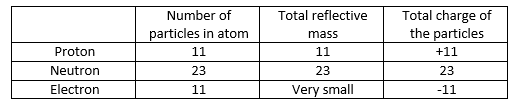 Number of particles in atom Total reflective mass Total charge of the particles
Proton 11 11 +11
Neutron 23 23 23
Electron 11 Very small -11